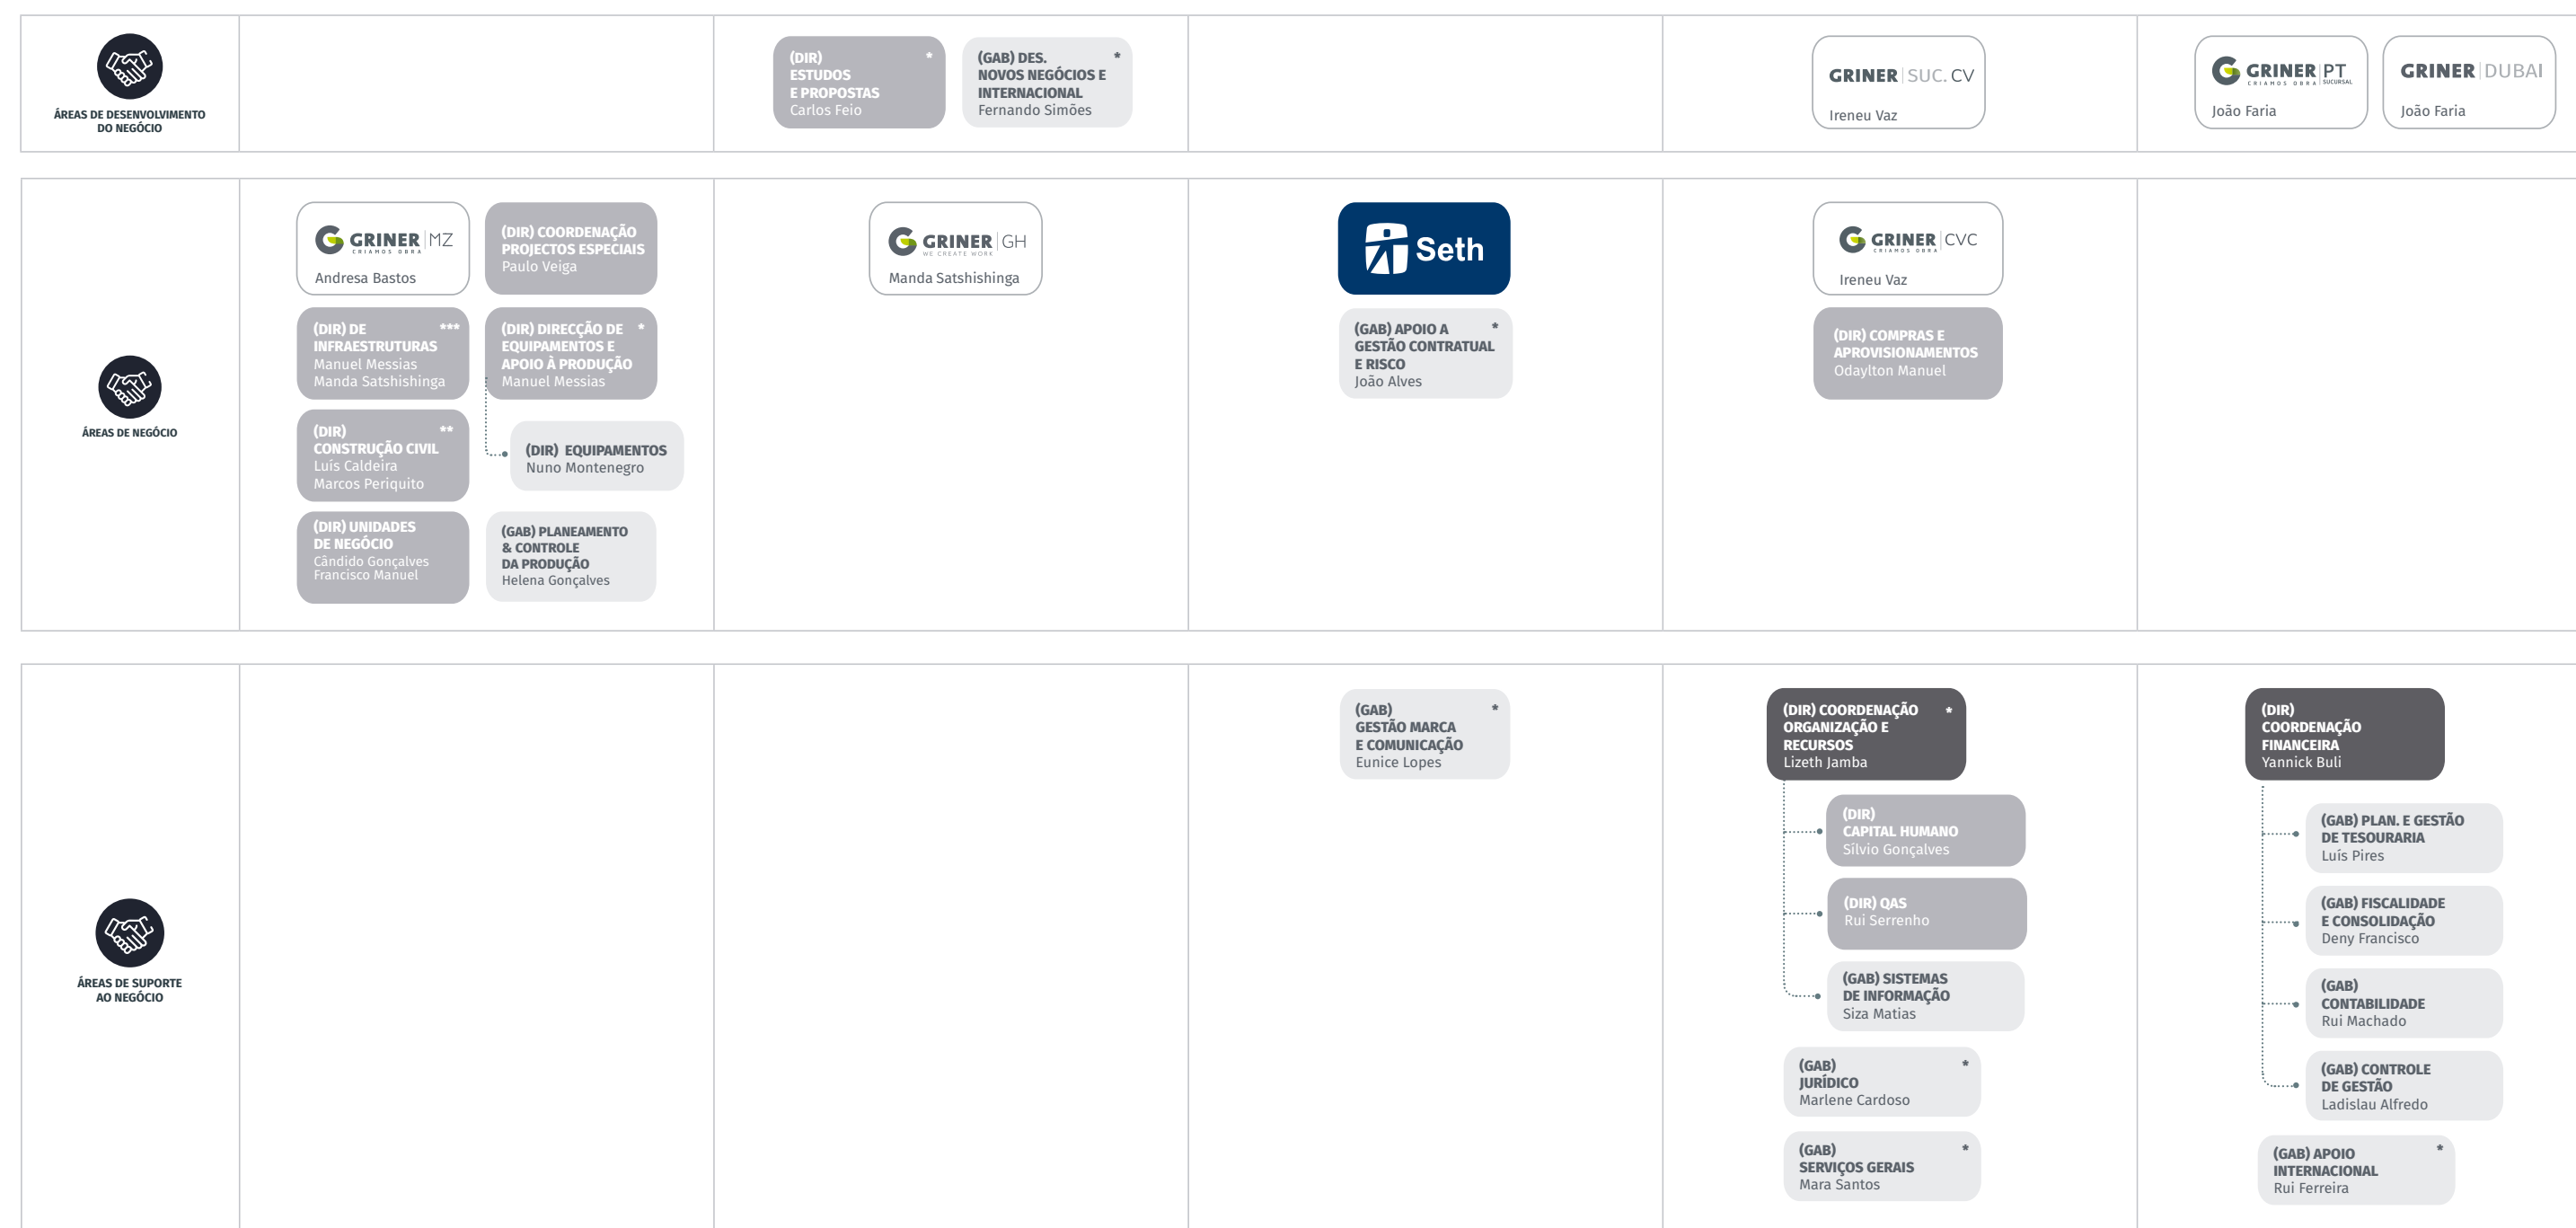 ÁREAS DE DESENVOLVIMENTO
DO NEGÓCIO
(DIR) *
ESTUDOS
E PROPOSTAS
Carlos Feio
(GAB) DES. *
NOVOS NEGÓCIOS E
INTERNACIONAL
Fernando Simões
GRINER SUC. CV
Ireneu Vaz
GRINER PT
CRIAMOS OBRA SUCURSAL
João Faria
GRINER DUBAI
João Faria
ÁREAS DE NEGÓCIO
GRINER MZ
CRIAMOS OBRA
Andresa Bastos
(DIR) COORDENAÇÃO
PROJECTOS ESPECIAIS
Paulo Veiga
(DIR) DE ***
INFRAESTRUTURAS
Manuel Messias
Manda Satshishinga
(DIR) DIRECÇÃO DE *
EQUIPAMENTOS E
APOIO À PRODUÇÃO
Manuel Messias
(DIR) **
CONSTRUÇÃO CIVIL
Luís Caldeira
Marcos Periquito
(DIR) EQUIPAMENTOS
Nuno Montenegro
(DIR) UNIDADES
DE NEGÓCIO
Cândido Gonçalves
Francisco Manuel
(GAB) PLANEAMENTO
& CONTROLE
DA PRODUÇÃO
Helena Gonçalves
GRINER GH
WE CREATE WORK
Manda Satshishinga
Seth
(GAB) APOIO A *
GESTÃO CONTRATUAL
E RISCO
João Alves
GRINER CVC
CRIAMOS OBRA
Ireneu Vaz
(DIR) COMPRAS E
APROVISIONAMENTOS
Odaylton Manuel
ÁREAS DE SUPORTE
AO NEGÓCIO
(GAB) *
GESTÃO MARCA
E COMUNICAÇÃO
Eunice Lopes
(DIR) COORDENAÇÃO *
ORGANIZAÇÃO E
RECURSOS
Lizeth Jamba
(DIR)
CAPITAL HUMANO
Sílvio Gonçalves
(DIR) QAS
Rui Serrenho
(GAB) SISTEMAS
DE INFORMAÇÃO
Siza Matias
(GAB) *
JURÍDICO
Marlene Cardoso
(GAB) *
SERVIÇOS GERAIS
Mara Santos
(DIR)
COORDENAÇÃO
FINANCEIRA
Yannick Buli
(GAB) PLAN. E GESTÃO
DE TESOURARIA
Luís Pires
(GAB) FISCALIDADE
E CONSOLIDAÇÃO
Deny Francisco
(GAB)
CONTABILIDADE
Rui Machado
(GAB) CONTROLE
DE GESTÃO
Ladislau Alfredo
(GAB) APOIO *
INTERNACIONAL
Rui Ferreira